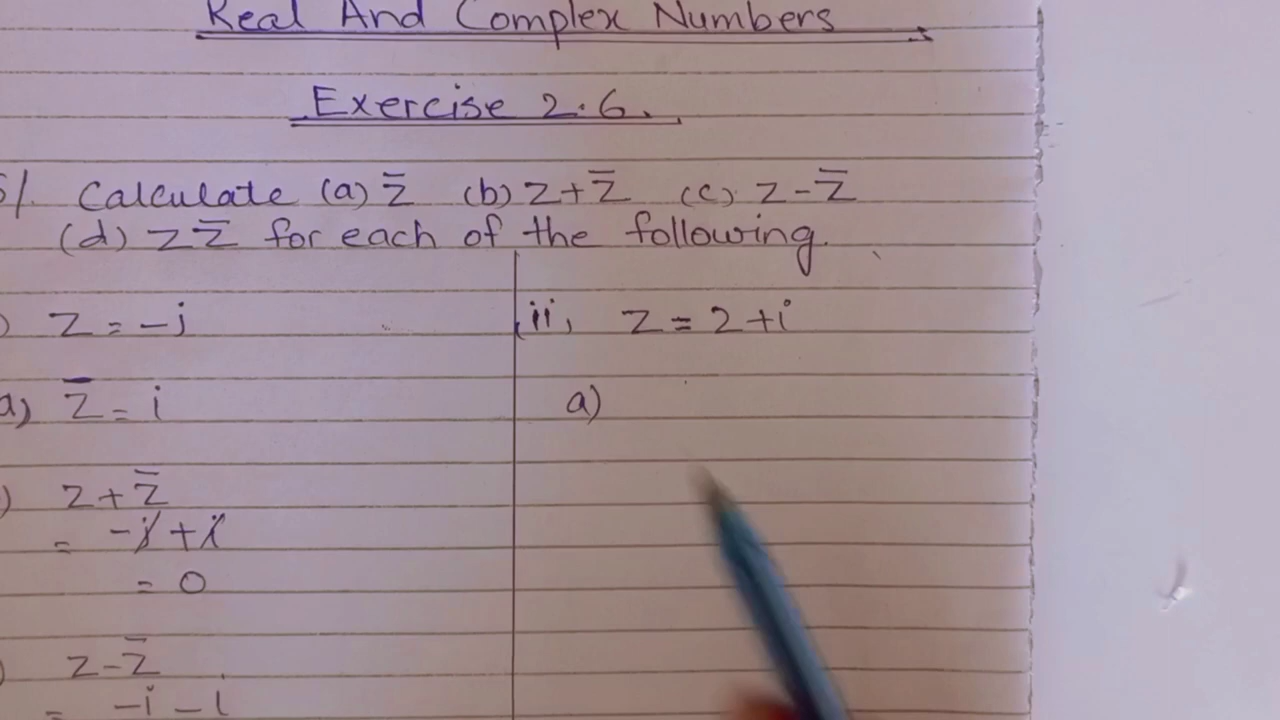 Real And Complex Numbers
Exercise 2.6.
Calculate (a) z̄ (b) z+z̄ (c) z-z̄
(d) zz̄ for each of the following.
z = -i
a) z̄ = i
z+z̄
= -i+i
= 0
z-z̄
= -i-i
ii, z = 2+i
a)